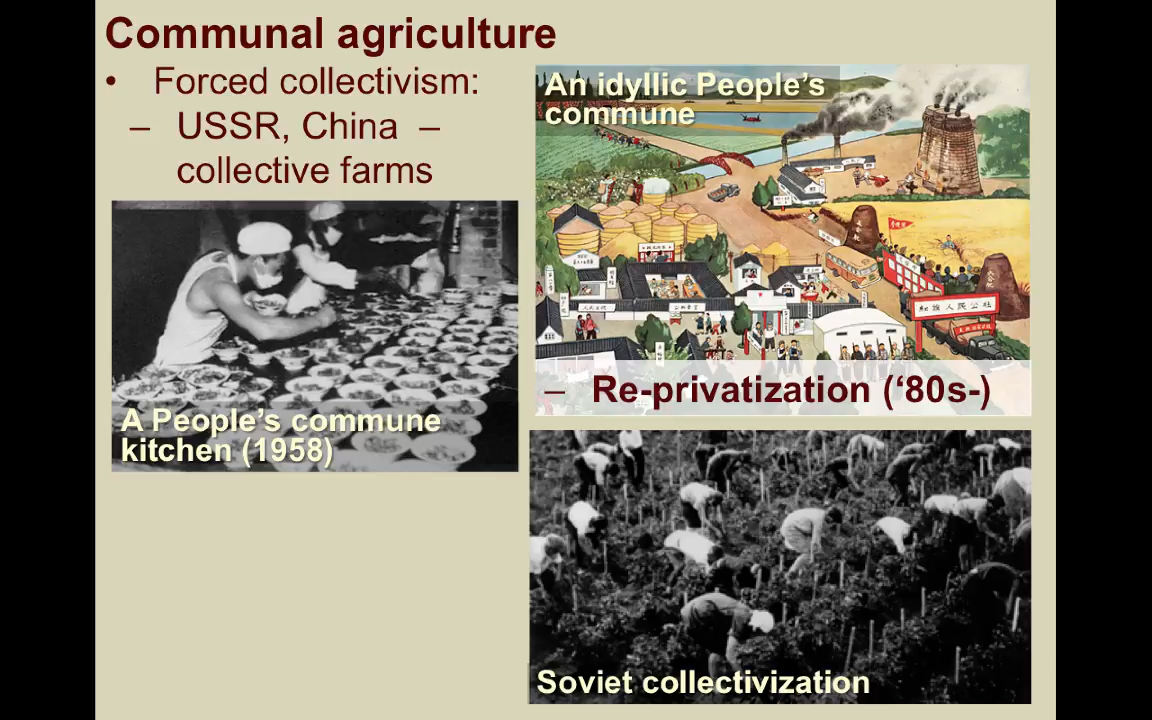 Communal agriculture
• Forced collectivism:
– USSR, China –
collective farms
An idyllic People’s
commune
– Re-privatization (‘80s-)
A People’s commune
kitchen (1958)
Soviet collectivization